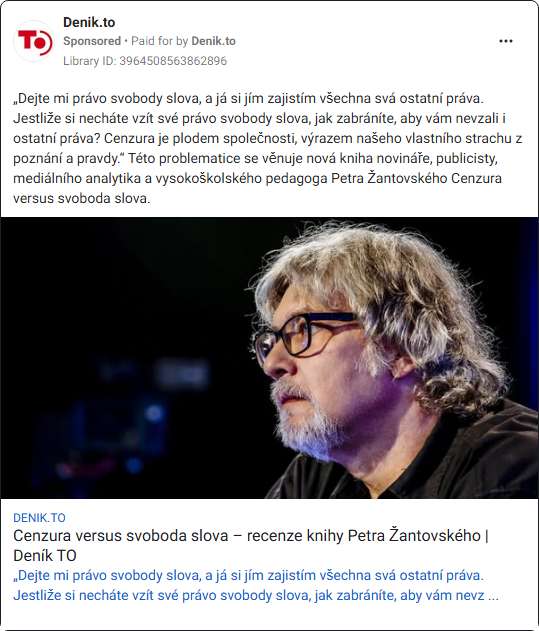 Denik.to
Sponsored • Paid for by Denik.to
Library ID: 3964508563862896
TO
„Dejte mi právo svobody slova, a já si jím zajistím všechna svá ostatní práva.
Jestliže si necháte vzít své právo svobody slova, jak zabráníte, aby vám nevzali i
ostatní práva? Cenzura je plodem společnosti, výrazem našeho vlastního strachu z
poznání a pravdy.“ Této problematice se věnuje nová kniha novináře, publicisty,
mediálního analytika a vysokoškolského pedagoga Petra Žantovského Cenzura
versus svoboda slova.
DENIK.TO
Cenzura versus svoboda slova – recenze knihy Petra Žantovského |
Deník TO
„Dejte mi právo svobody slova, a já si jím zajistím všechna svá ostatní práva.
Jestliže si necháte vzít své právo svobody slova, jak zabráníte, aby vám nevz ...